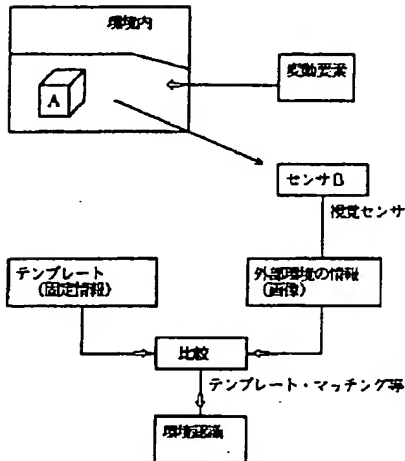 環境内
A
変動要素
センサB
視覚センサ
テンプレート
(固定情報)
外部環境の情報
(画像)
比較
テンプレート・マッチング等
環境認識